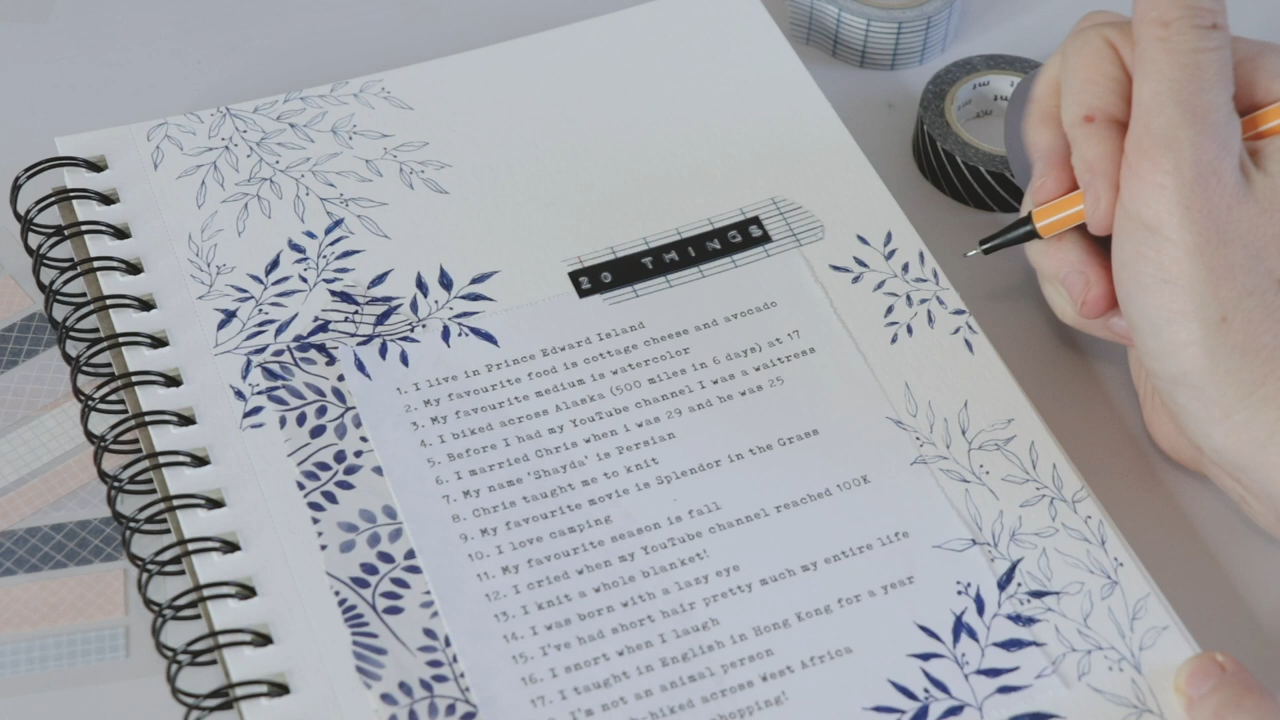 20 THINGS
1. I live in Prince Edward Island
2. My favourite food is cottage cheese and avocado
3. My favourite medium is watercolor
4. I biked across Alaska (500 miles in 6 days) at 17
5. Before I had my YouTube channel I was a waitress
6. I married Chris when i was 29 and he was 25
7. My name 'Shayda' is Persian
8. Chris taught me to knit
9. My favourite movie is Splendor in the Grass
10. I love camping
11. My favourite season is fall
12. I cried when my YouTube channel reached 100K
13. I knit a whole blanket!
14. I was born with a lazy eye
15. I've had short hair pretty much my entire life
16. I snort when I laugh
17. I taught in English in Hong Kong for a year
I'm not an animal person
across West Africa